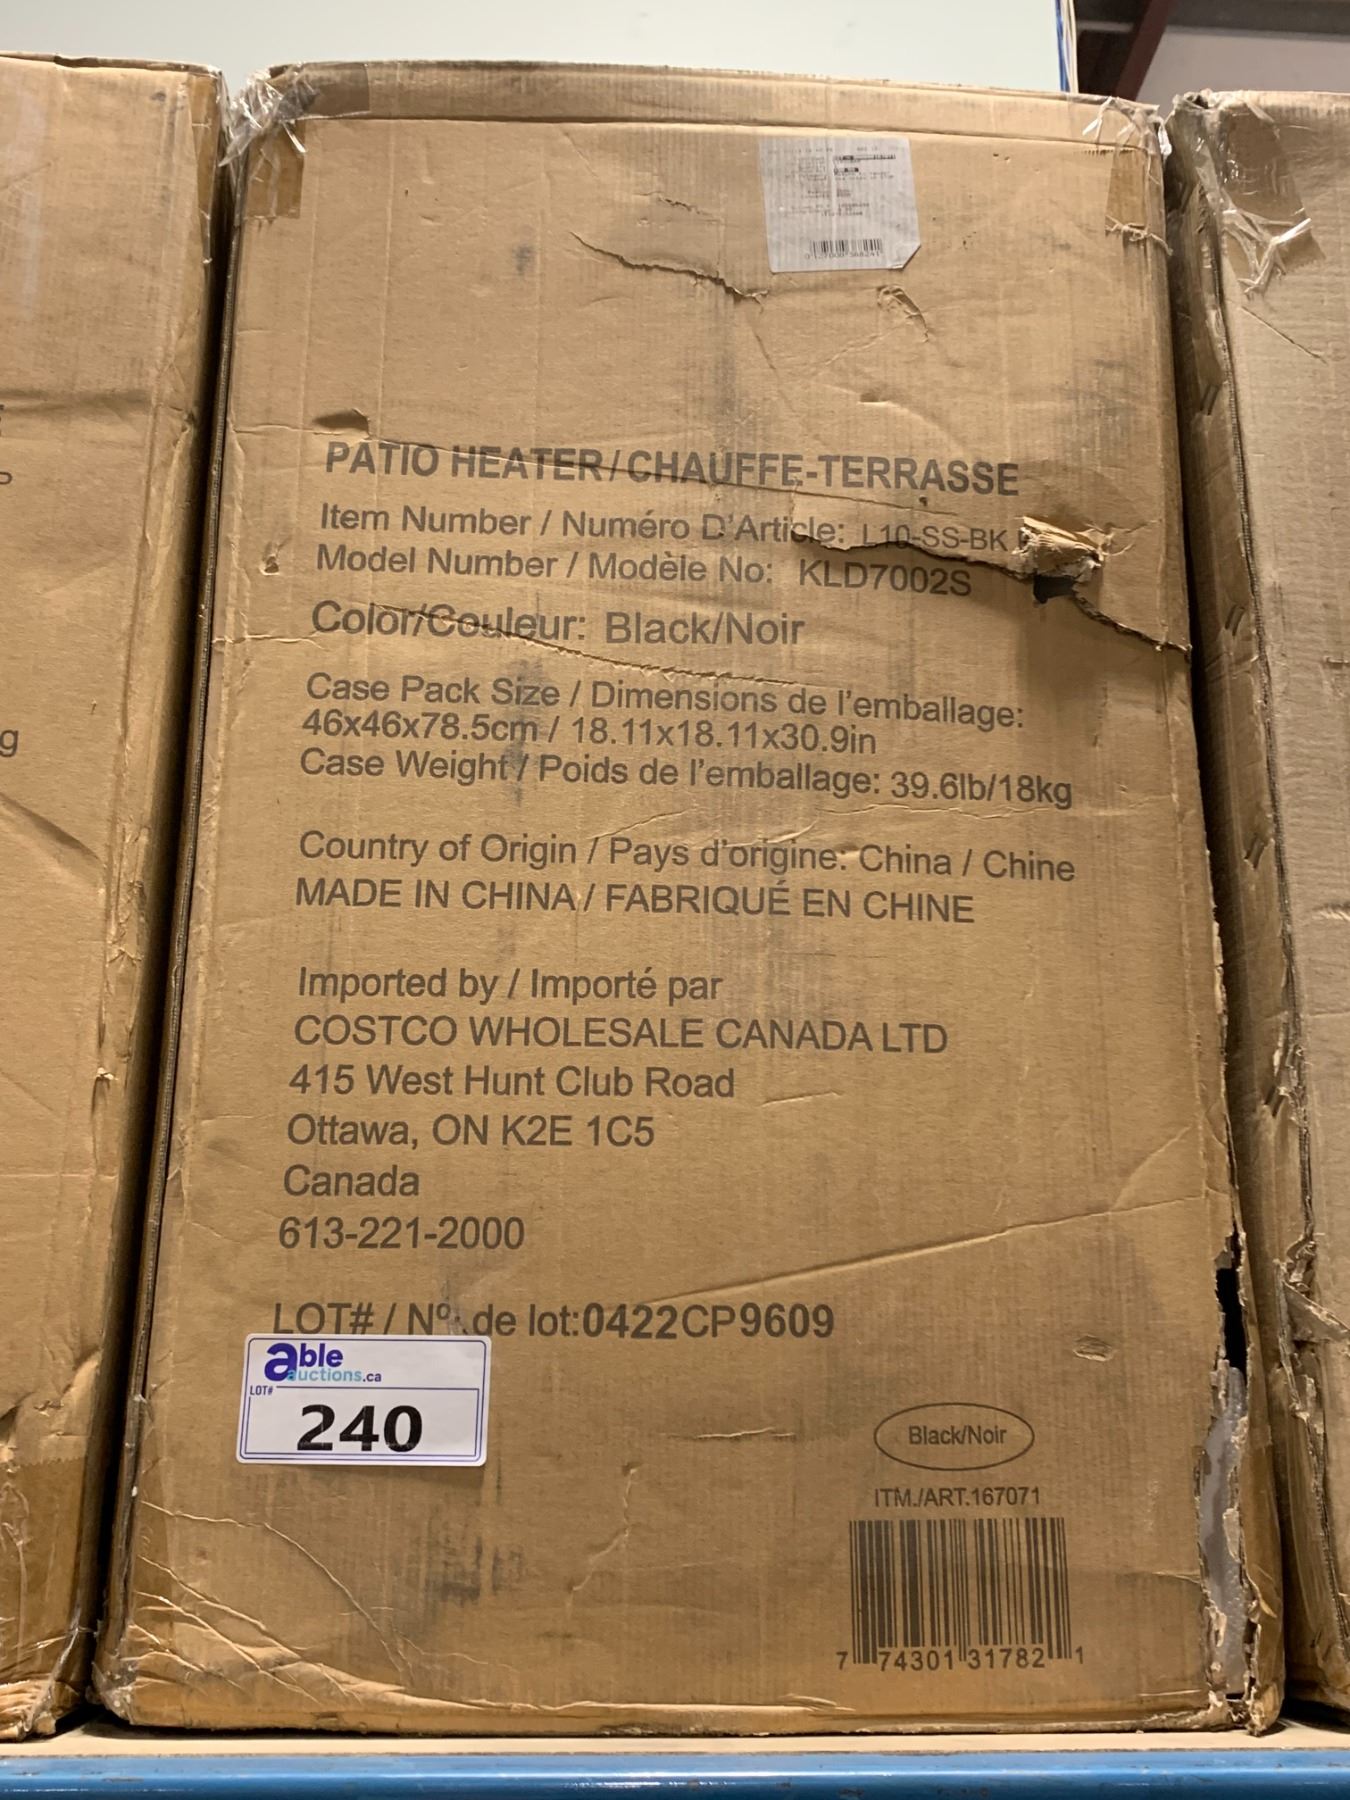 PATIO HEATER/CHAUFFE-TERRASSE
Item Number / Numéro D'Article: L10-SS-BK
Model Number / Modèle No: KLD7002S
Color/Couleur: Black/Noir
Case Pack Size / Dimensions de l'emballage:
46x46x78.5cm / 18.11x18.11x30.9in
Case Weight / Poids de l'emballage: 39.6lb/18kg
Country of Origin / Pays d'origine: China / Chine
MADE IN CHINA / FABRIQUÉ EN CHINE
Imported by / Importé par
COSTCO WHOLESALE CANADA LTD
415 West Hunt Club Road
Ottawa, ON K2E 1C5
Canada
613-221-2000
LOT# / Nº de lot:0422CP9609
able
auctions.ca
LOT#
240
Black/Noir
ITM./ART.167071
7 74301 31782 1
g